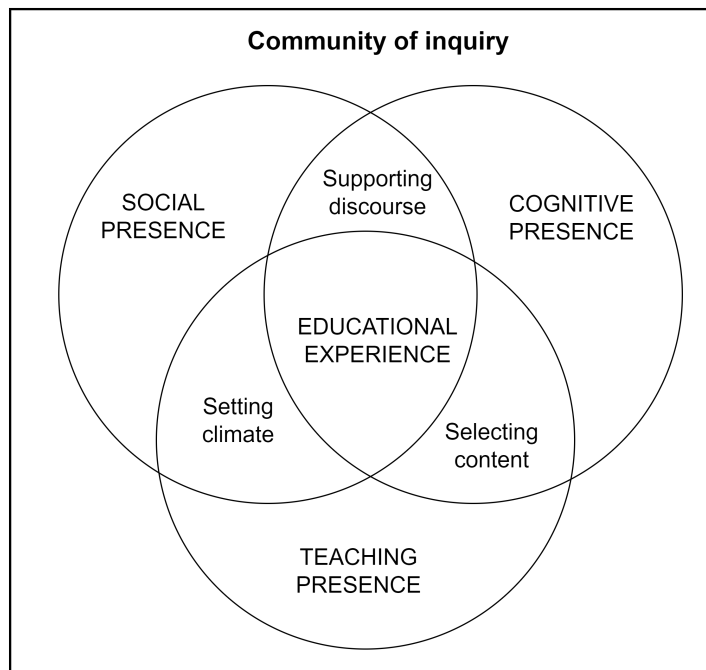 Community of inquiry
Supporting
discourse
SOCIAL
PRESENCE
COGNITIVE
PRESENCE
EDUCATIONAL
EXPERIENCE
Setting
climate
Selecting
content
TEACHING
PRESENCE